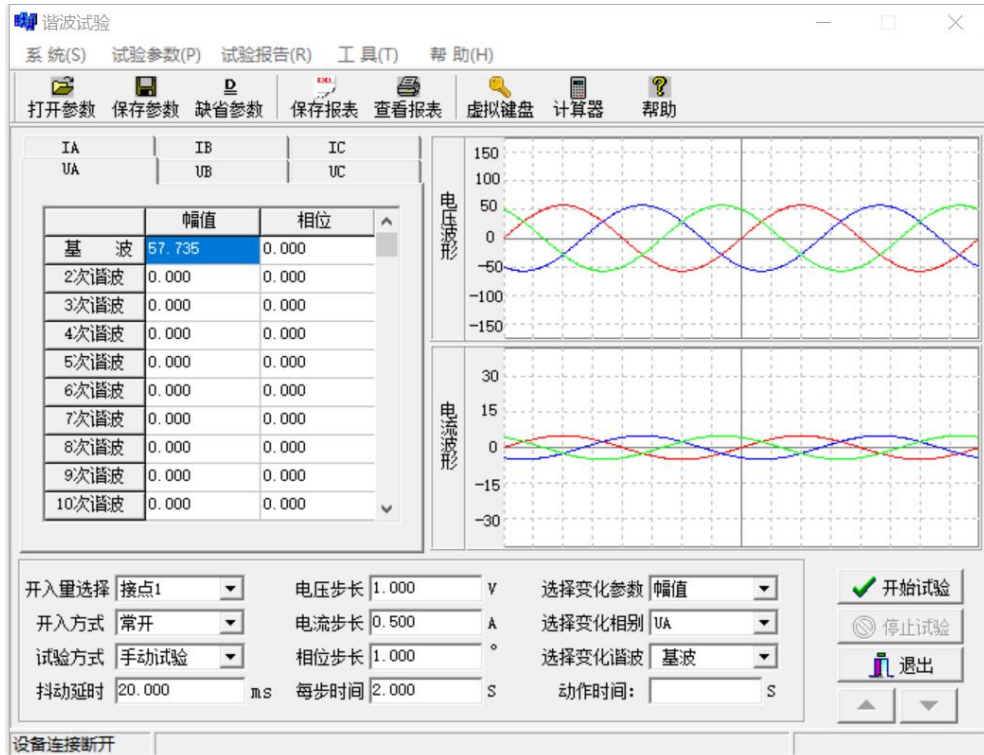 谐波试验
系 统(S) 试验参数(P) 试验报告(R) 工 具(T) 帮 助(H)
打开参数 保存参数 缺省参数 保存报表 查看报表 虚拟键盘 计算器 帮助
IA IB IC
UA UB UC
幅值 相位
基 波 57.735 0.000
2次谐波 0.000 0.000
3次谐波 0.000 0.000
4次谐波 0.000 0.000
5次谐波 0.000 0.000
6次谐波 0.000 0.000
7次谐波 0.000 0.000
8次谐波 0.000 0.000
9次谐波 0.000 0.000
10次谐波 0.000 0.000
电压波形
150
100
50
0
-50
-100
-150
电流波形
30
15
0
-15
-30
开入量选择 接点1 电压步长 1.000 V 选择变化参数 幅值 开始试验
开入方式 常开 电流步长 0.500 A 选择变化相别 UA 停止试验
试验方式 手动试验 相位步长 1.000 ° 选择变化谐波 基波 退出
抖动延时 20.000 ms 每步时间 2.000 S 动作时间: S
设备连接断开